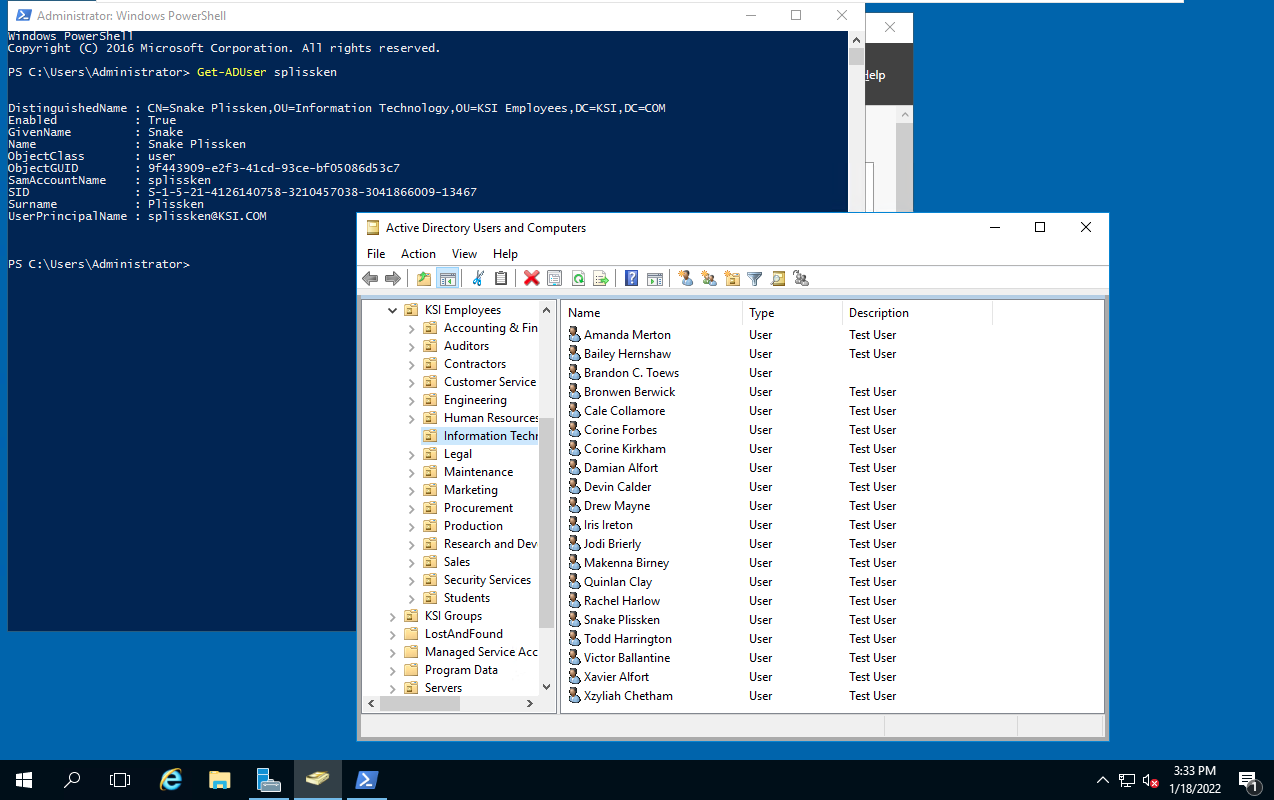 Administrator: Windows PowerShell
Windows PowerShell
Copyright (C) 2016 Microsoft Corporation. All rights reserved.
PS C:\Users\Administrator> Get-ADUser splissken
DistinguishedName : CN=Snake Plissken,OU=Information Technology,OU=KSI Employees,DC=KSI,DC=COM
Enabled : True
GivenName : Snake
Name : Snake Plissken
ObjectClass : user
ObjectGUID : 9f443909-e2f3-41cd-93ce-bf05086d53c7
SamAccountName : splissken
SID : S-1-5-21-4126140758-3210457038-3041866009-13467
Surname : Plissken
UserPrincipalName : splissken@KSI.COM
PS C:\Users\Administrator>
Help
Active Directory Users and Computers
File Action View Help
KSI Employees
Accounting & Fin
Auditors
Contractors
Customer Service
Engineering
Human Resources
Information Techn
Legal
Maintenance
Marketing
Procurement
Production
Research and Dev
Sales
Security Services
Students
KSI Groups
LostAndFound
Managed Service Acc
Program Data
Servers
Name Type Description
Amanda Merton User Test User
Bailey Hernshaw User Test User
Brandon C. Toews User
Bronwen Berwick User Test User
Cale Collamore User Test User
Corine Forbes User Test User
Corine Kirkham User Test User
Damian Alfort User Test User
Devin Calder User Test User
Drew Mayne User Test User
Iris Ireton User Test User
Jodi Brierly User Test User
Makenna Birney User Test User
Quinlan Clay User Test User
Rachel Harlow User Test User
Snake Plissken User Test User
Todd Harrington User Test User
Victor Ballantine User Test User
Xavier Alfort User Test User
Xzyliah Chetham User Test User
3:33 PM
1/18/2022
1